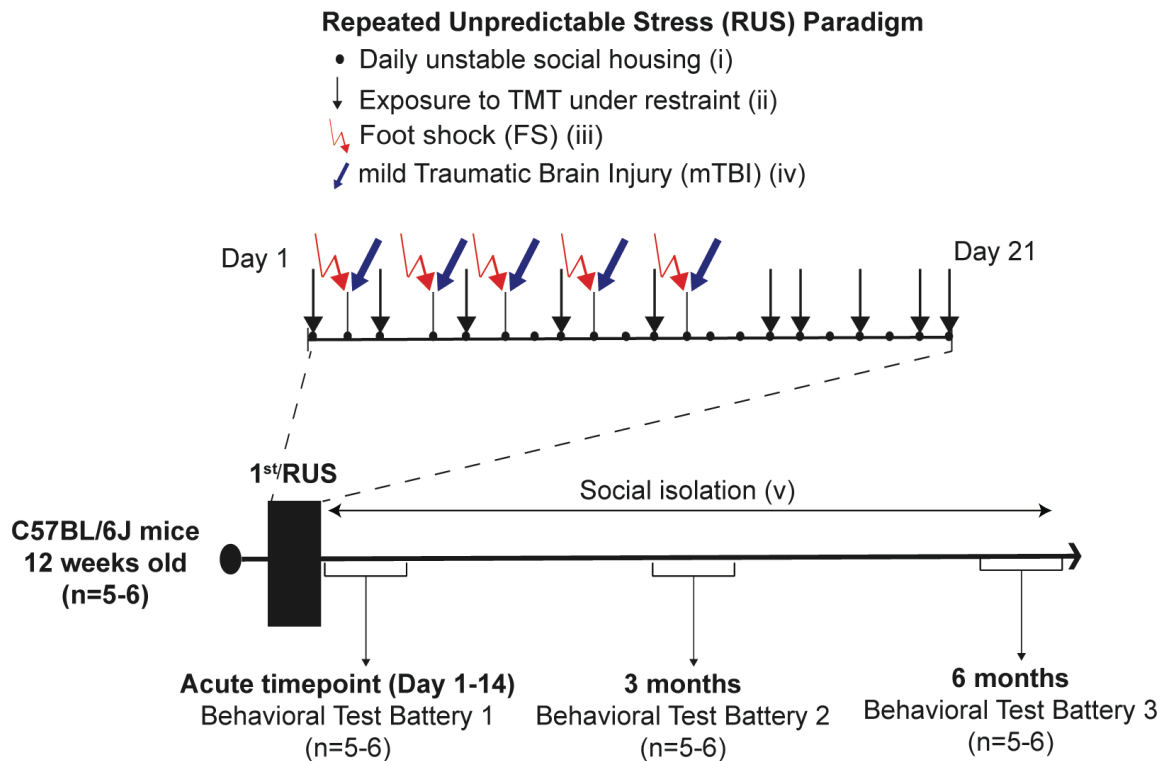 Repeated Unpredictable Stress (RUS) Paradigm
Daily unstable social housing (i)
Exposure to TMT under restraint (ii)
Foot shock (FS) (iii)
mild Traumatic Brain Injury (mTBI) (iv)
Day 1
Day 21
1st/RUS
Social isolation (v)
C57BL/6J mice
12 weeks old
(n=5-6)
Acute timepoint (Day 1-14)
Behavioral Test Battery 1
(n=5-6)
3 months
Behavioral Test Battery 2
(n=5-6)
6 months
Behavioral Test Battery 3
(n=5-6)